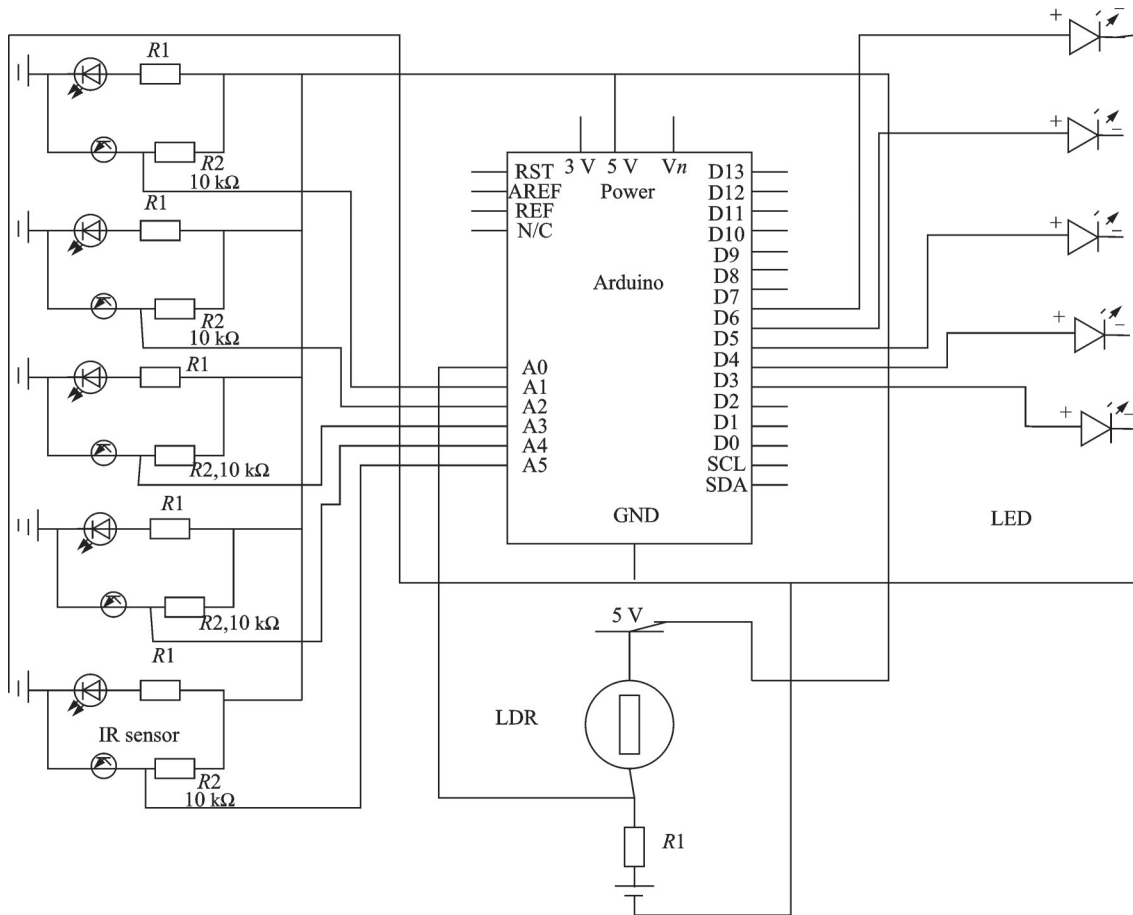 R1
R2
10 kΩ
R1
R2
10 kΩ
R1
R2,10 kΩ
R1
R2,10 kΩ
R1
IR sensor
R2
10 kΩ
3 V 5 V Vn
Power
RST
AREF
REF
N/C
Arduino
A0
A1
A2
A3
A4
A5
D13
D12
D11
D10
D9
D8
D7
D6
D5
D4
D3
D2
D1
D0
SCL
SDA
GND
+ −
+ −
+ −
+ −
+ −
LED
5 V
LDR
R1